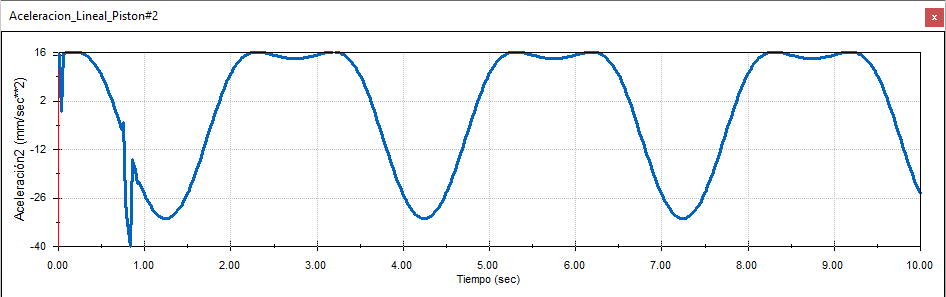 Aceleracion_Lineal_Piston#2
x
Aceleración2 (mm/sec**2)
16
2
-12
-26
-40
0.00 1.00 2.00 3.00 4.00 5.00 6.00 7.00 8.00 9.00 10.00
Tiempo (sec)